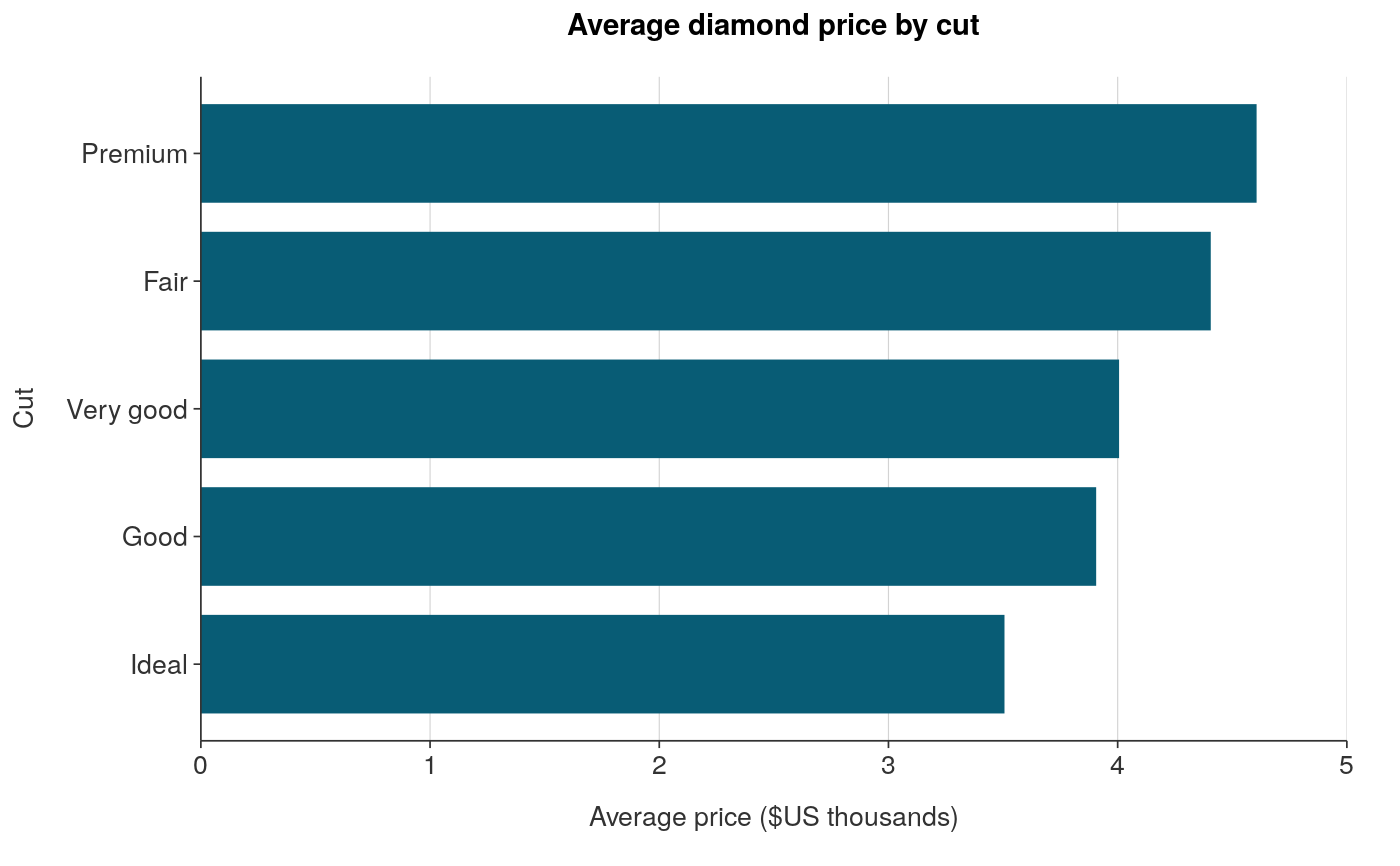 Average diamond price by cut
Premium
Fair
Very good
Good
Ideal
Cut
0 1 2 3 4 5
Average price ($US thousands)